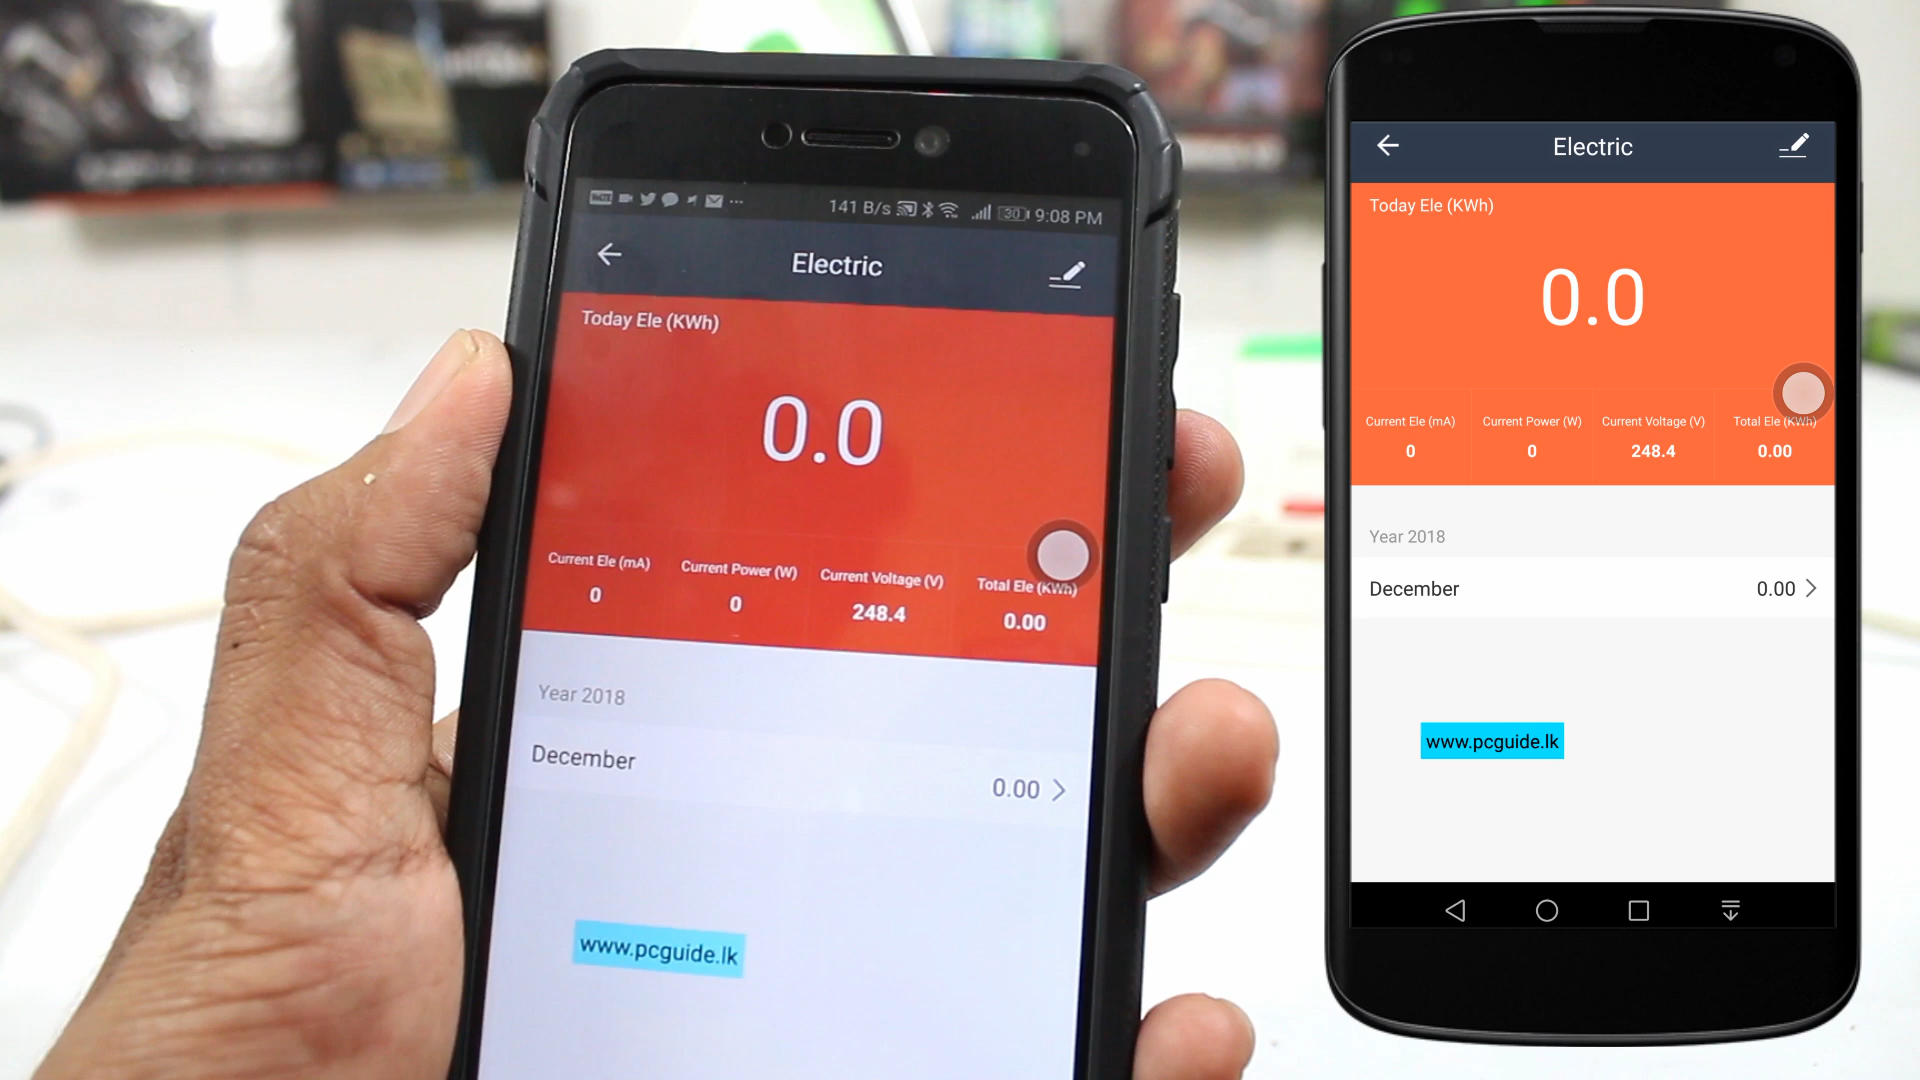 141 B/s 30 9:08 PM
Electric
Today Ele (KWh)
0.0
Current Ele (mA) Current Power (W) Current Voltage (V) Total Ele (KWh)
0 0 248.4 0.00
Year 2018
December 0.00
www.pcguide.lk
Electric
Today Ele (KWh)
0.0
Current Ele (mA) Current Power (W) Current Voltage (V) Total Ele (KWh)
0 0 248.4 0.00
Year 2018
December 0.00
www.pcguide.lk